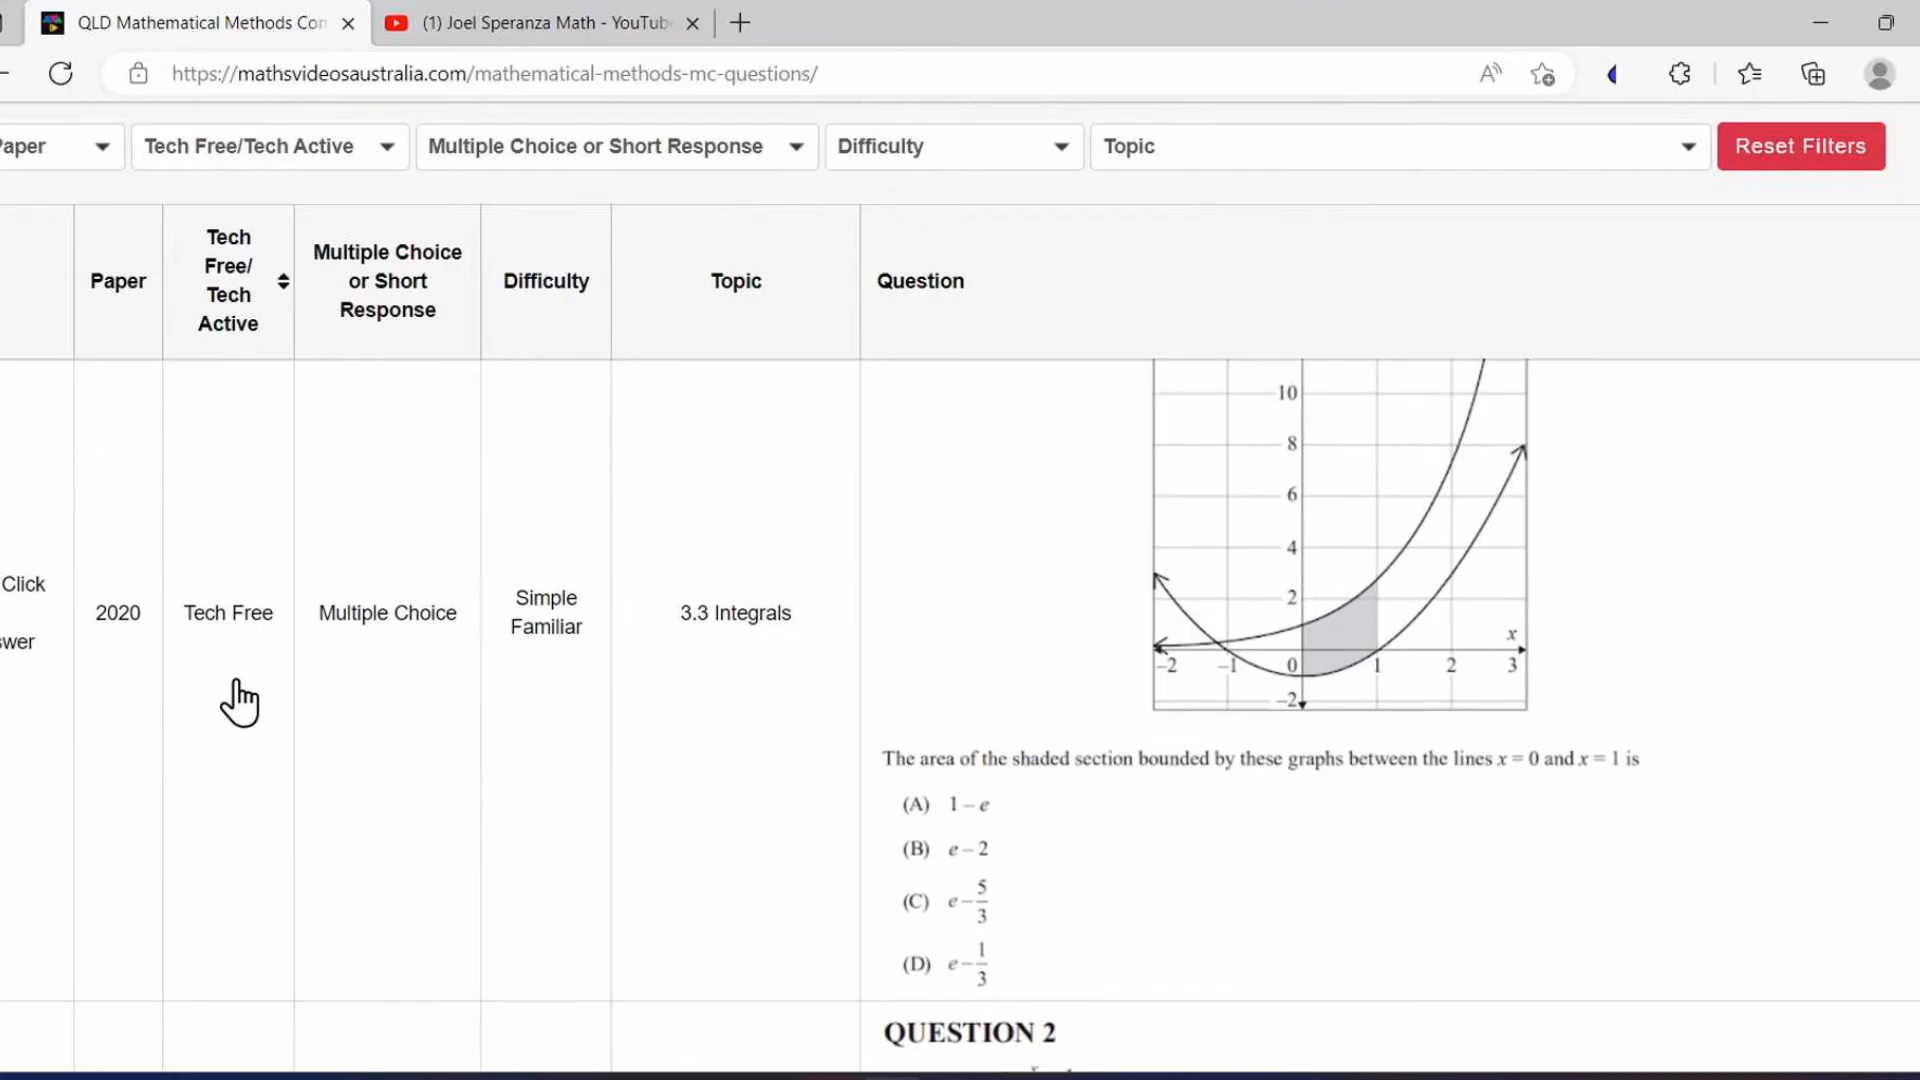 QLD Mathematical Methods Con
(1) Joel Speranza Math - YouTub
https://mathsvideosaustralia.com/mathematical-methods-mc-questions/
Paper
Tech Free/Tech Active
Multiple Choice or Short Response
Difficulty
Topic
Reset Filters
Paper
Tech
Free/
Tech
Active
Multiple Choice
or Short
Response
Difficulty
Topic
Question
Click
swer
2020
Tech Free
Multiple Choice
Simple
Familiar
3.3 Integrals
10
8
6
4
2
x
-2 -1 0 1 2 3
-2
The area of the shaded section bounded by these graphs between the lines x = 0 and x = 1 is
(A) 1 – e
(B) e – 2
(C) e – 5/3
(D) e – 1/3
QUESTION 2